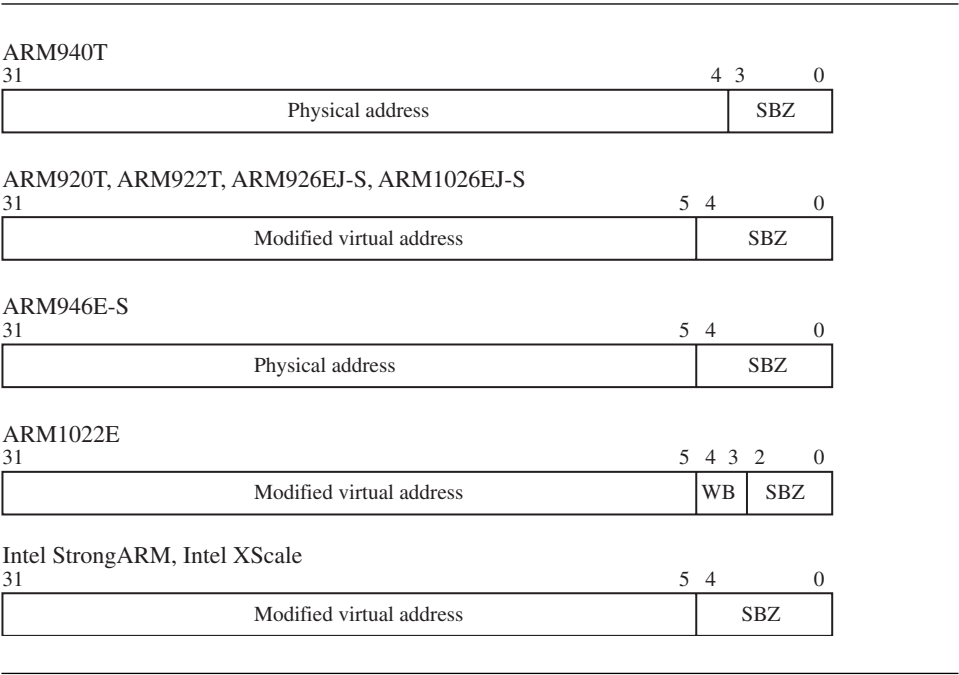 ARM940T
31 4 3 0
Physical address SBZ
ARM920T, ARM922T, ARM926EJ-S, ARM1026EJ-S
31 5 4 0
Modified virtual address SBZ
ARM946E-S
31 5 4 0
Physical address SBZ
ARM1022E
31 5 4 3 2 0
Modified virtual address WB SBZ
Intel StrongARM, Intel XScale
31 5 4 0
Modified virtual address SBZ